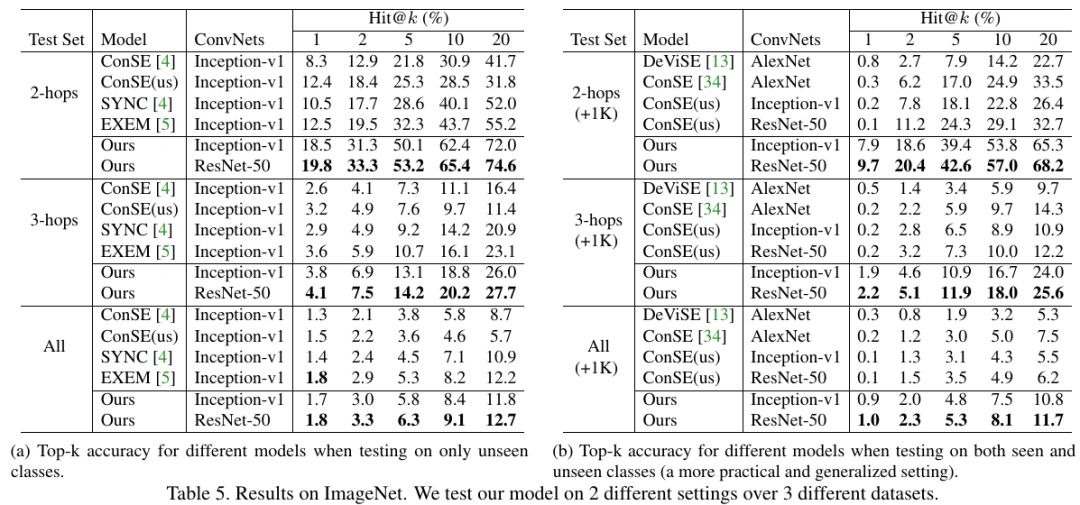 Hit@k (%)
Test Set Model ConvNets 1 2 5 10 20
2-hops
ConSE [4] Inception-v1 8.3 12.9 21.8 30.9 41.7
ConSE(us) Inception-v1 12.4 18.4 25.3 28.5 31.8
SYNC [4] Inception-v1 10.5 17.7 28.6 40.1 52.0
EXEM [5] Inception-v1 12.5 19.5 32.3 43.7 55.2
Ours Inception-v1 18.5 31.3 50.1 62.4 72.0
Ours ResNet-50 19.8 33.3 53.2 65.4 74.6
3-hops
ConSE [4] Inception-v1 2.6 4.1 7.3 11.1 16.4
ConSE(us) Inception-v1 3.2 4.9 7.6 9.7 11.4
SYNC [4] Inception-v1 2.9 4.9 9.2 14.2 20.9
EXEM [5] Inception-v1 3.6 5.9 10.7 16.1 23.1
Ours Inception-v1 3.8 6.9 13.1 18.8 26.0
Ours ResNet-50 4.1 7.5 14.2 20.2 27.7
All
ConSE [4] Inception-v1 1.3 2.1 3.8 5.8 8.7
ConSE(us) Inception-v1 1.5 2.2 3.6 4.6 5.7
SYNC [4] Inception-v1 1.4 2.4 4.5 7.1 10.9
EXEM [5] Inception-v1 1.8 2.9 5.3 8.2 12.2
Ours Inception-v1 1.7 3.0 5.8 8.4 11.8
Ours ResNet-50 1.8 3.3 6.3 9.1 12.7
(a) Top-k accuracy for different models when testing on only unseen
classes.
Hit@k (%)
Test Set Model ConvNets 1 2 5 10 20
2-hops
(+1K)
DeViSE [13] AlexNet 0.8 2.7 7.9 14.2 22.7
ConSE [34] AlexNet 0.3 6.2 17.0 24.9 33.5
ConSE(us) Inception-v1 0.2 7.8 18.1 22.8 26.4
ConSE(us) ResNet-50 0.1 11.2 24.3 29.1 32.7
Ours Inception-v1 7.9 18.6 39.4 53.8 65.3
Ours ResNet-50 9.7 20.4 42.6 57.0 68.2
3-hops
(+1K)
DeViSE [13] AlexNet 0.5 1.4 3.4 5.9 9.7
ConSE [34] AlexNet 0.2 2.2 5.9 9.7 14.3
ConSE(us) Inception-v1 0.2 2.8 6.5 8.9 10.9
ConSE(us) ResNet-50 0.2 3.2 7.3 10.0 12.2
Ours Inception-v1 1.9 4.6 10.9 16.7 24.0
Ours ResNet-50 2.2 5.1 11.9 18.0 25.6
All
(+1K)
DeViSE [13] AlexNet 0.3 0.8 1.9 3.2 5.3
ConSE [34] AlexNet 0.2 1.2 3.0 5.0 7.5
ConSE(us) Inception-v1 0.1 1.3 3.1 4.3 5.5
ConSE(us) ResNet-50 0.1 1.5 3.5 4.9 6.2
Ours Inception-v1 0.9 2.0 4.8 7.5 10.8
Ours ResNet-50 1.0 2.3 5.3 8.1 11.7
(b) Top-k accuracy for different models when testing on both seen and
unseen classes (a more practical and generalized setting).
Table 5. Results on ImageNet. We test our model on 2 different settings over 3 different datasets.